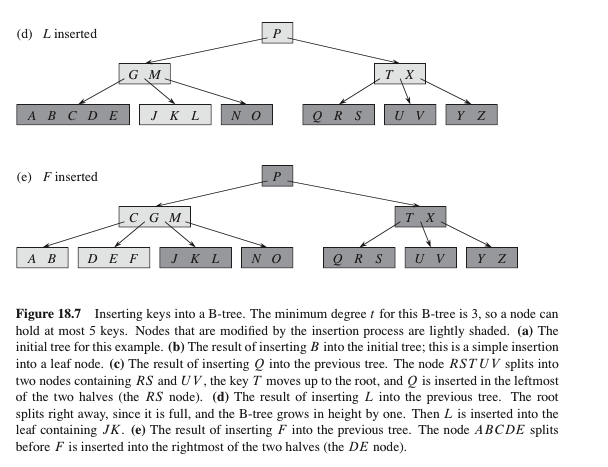 (d) L inserted
P
G M
T X
A B C D E
J K L
N O
Q R S
U V
Y Z
(e) F inserted
P
C G M
T X
A B
D E F
J K L
N O
Q R S
U V
Y Z
Figure 18.7 Inserting keys into a B-tree. The minimum degree t for this B-tree is 3, so a node can
hold at most 5 keys. Nodes that are modified by the insertion process are lightly shaded. (a) The
initial tree for this example. (b) The result of inserting B into the initial tree; this is a simple insertion
into a leaf node. (c) The result of inserting Q into the previous tree. The node RSTUV splits into
two nodes containing RS and UV, the key T moves up to the root, and Q is inserted in the leftmost
of the two halves (the RS node). (d) The result of inserting L into the previous tree. The root
splits right away, since it is full, and the B-tree grows in height by one. Then L is inserted into the
leaf containing JK. (e) The result of inserting F into the previous tree. The node ABCDE splits
before F is inserted into the rightmost of the two halves (the DE node).